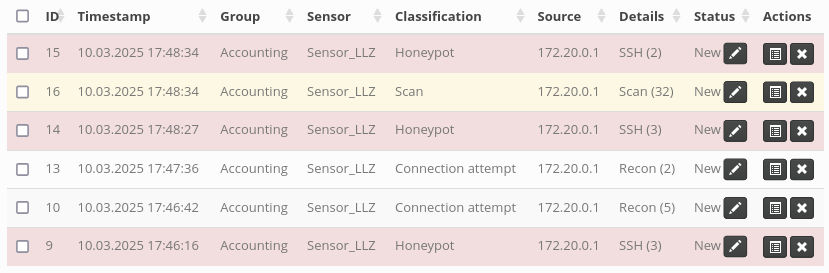 ID Timestamp Group Sensor Classification Source Details Status Actions
15 10.03.2025 17:48:34 Accounting Sensor_LLZ Honeypot 172.20.0.1 SSH (2) New
16 10.03.2025 17:48:34 Accounting Sensor_LLZ Scan 172.20.0.1 Scan (32) New
14 10.03.2025 17:48:27 Accounting Sensor_LLZ Honeypot 172.20.0.1 SSH (3) New
13 10.03.2025 17:47:36 Accounting Sensor_LLZ Connection attempt 172.20.0.1 Recon (2) New
10 10.03.2025 17:46:42 Accounting Sensor_LLZ Connection attempt 172.20.0.1 Recon (5) New
9 10.03.2025 17:46:16 Accounting Sensor_LLZ Honeypot 172.20.0.1 SSH (3) New